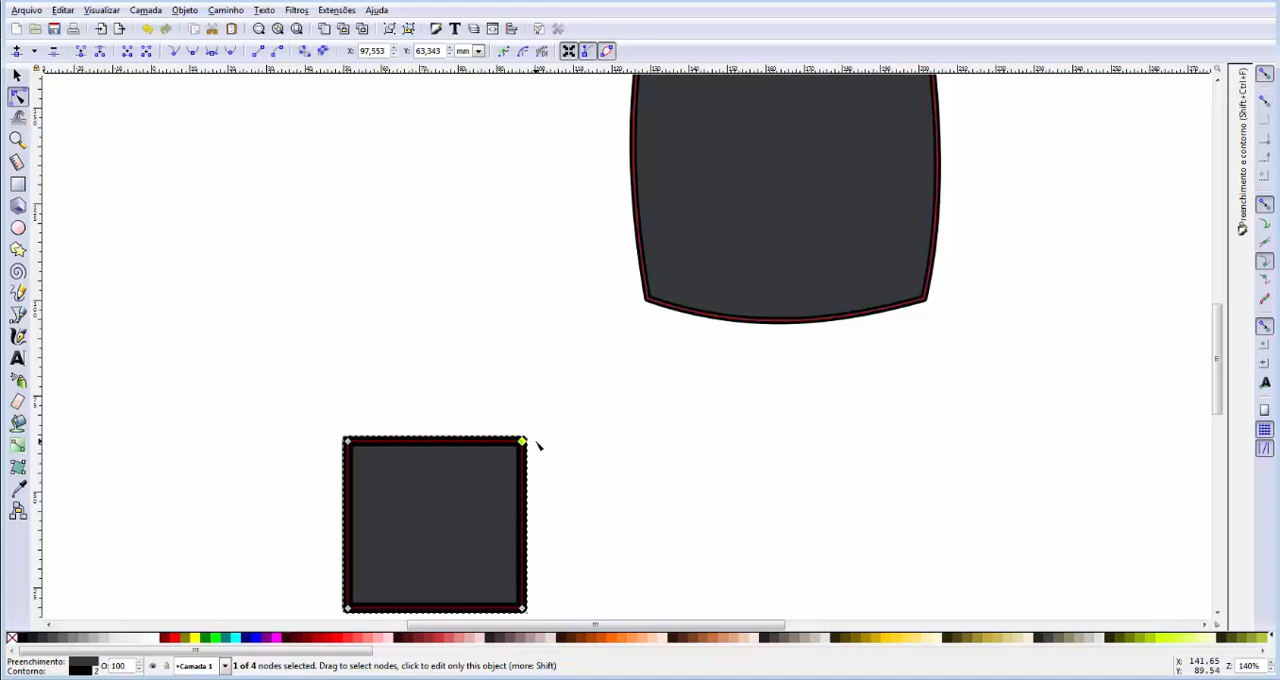 Arquivo Editar Visualizar Camada Objeto Caminho Texto Filtros Extensões Ajuda
X: 97,553 Y: 63,343 mm
Preenchimento e contorno (Shift+Ctrl+F)
Preenchimento: O: 100 •Camada 1 1 of 4 nodes selected. Drag to select nodes, click to edit only this object (more: Shift) X: 141,65 Z: 140%
Contorno: 2 Y: 89,54